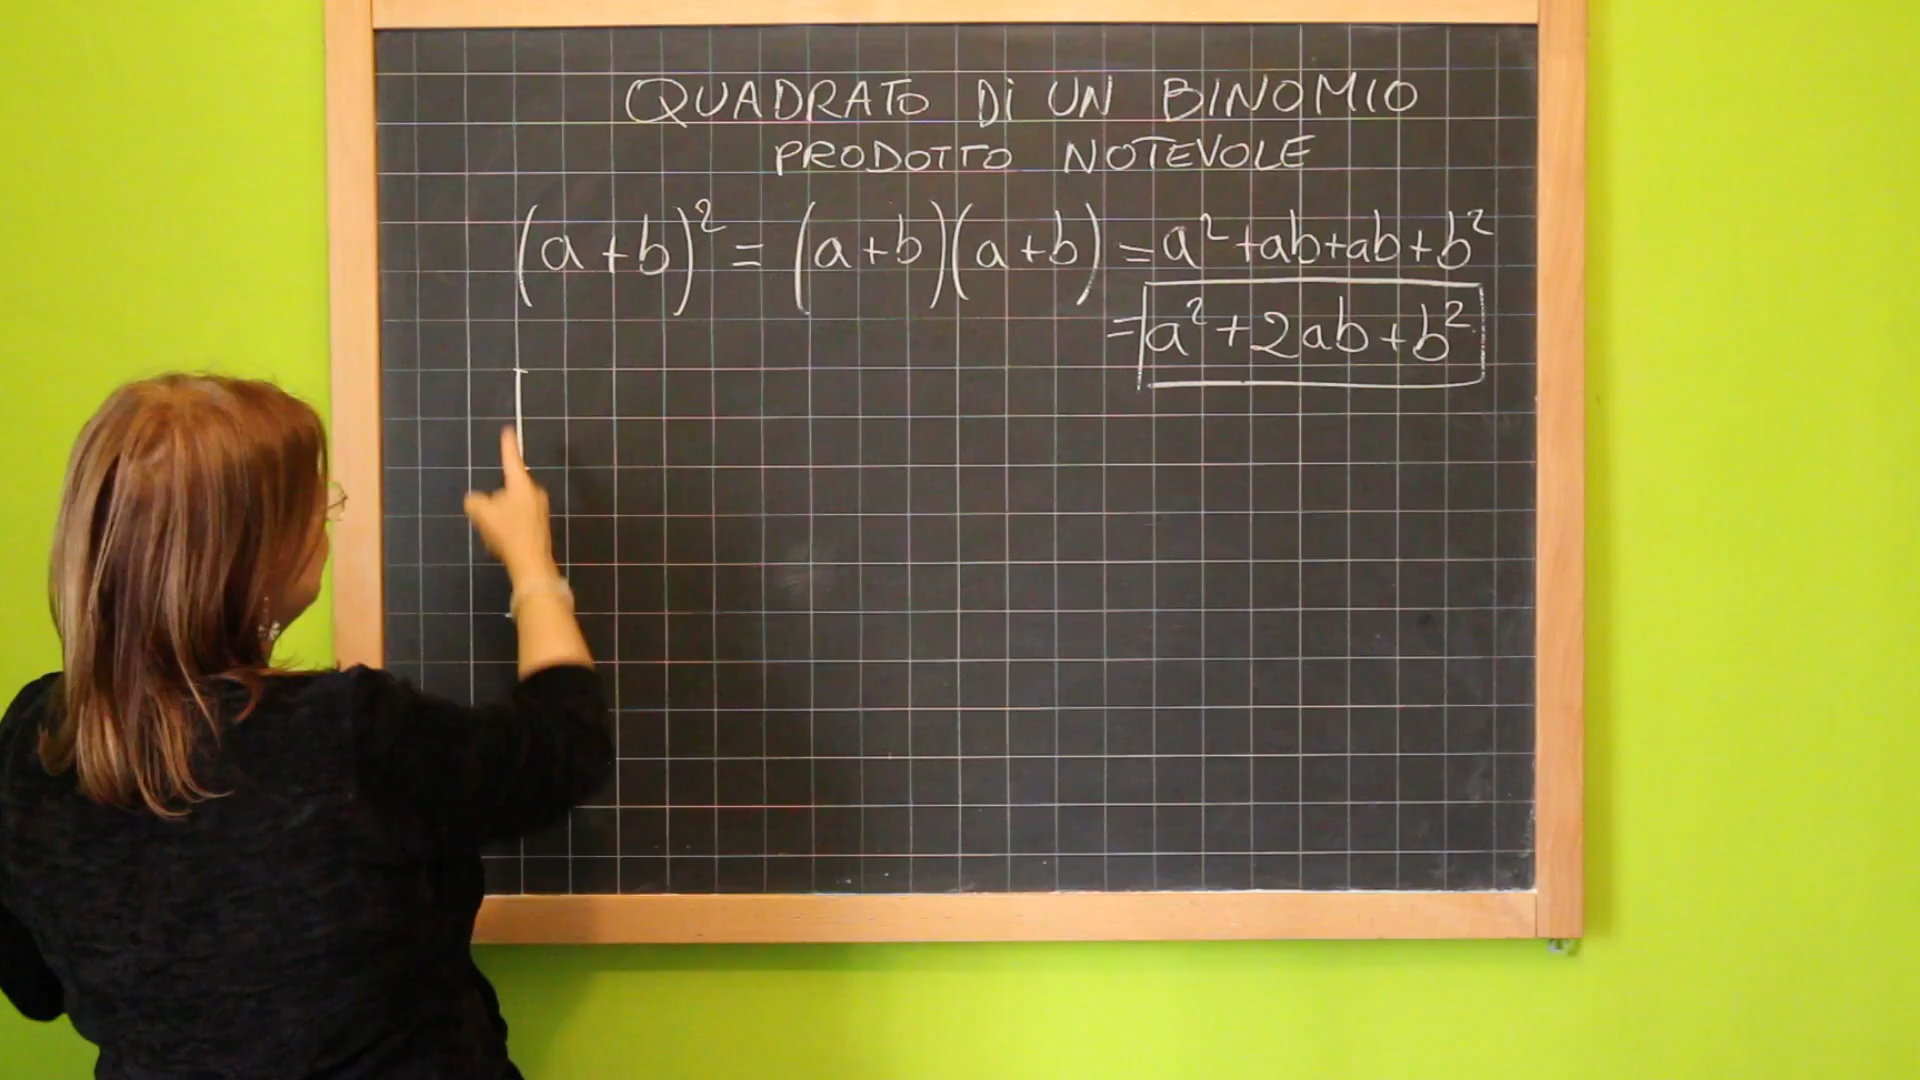 QUADRATO Di UN BINOMIO
PRODOTTO NOTEVOLE
(a+b)² = (a+b)(a+b) = a²+ab+ab+b²
= a²+2ab+b²